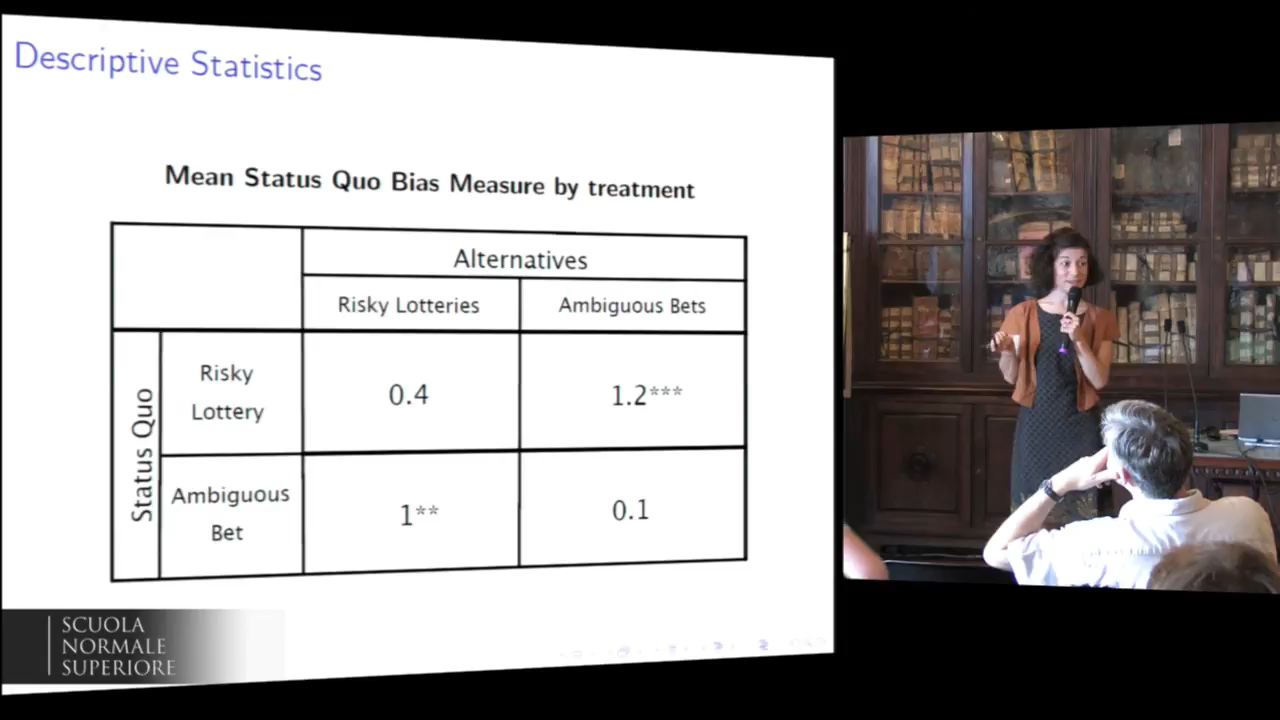 Descriptive Statistics
Mean Status Quo Bias Measure by treatment
Alternatives
Risky Lotteries
Ambiguous Bets
Status Quo
Risky
Lottery
0.4
1.2***
Ambiguous
Bet
1**
0.1
SCUOLA
NORMALE
SUPERIORE